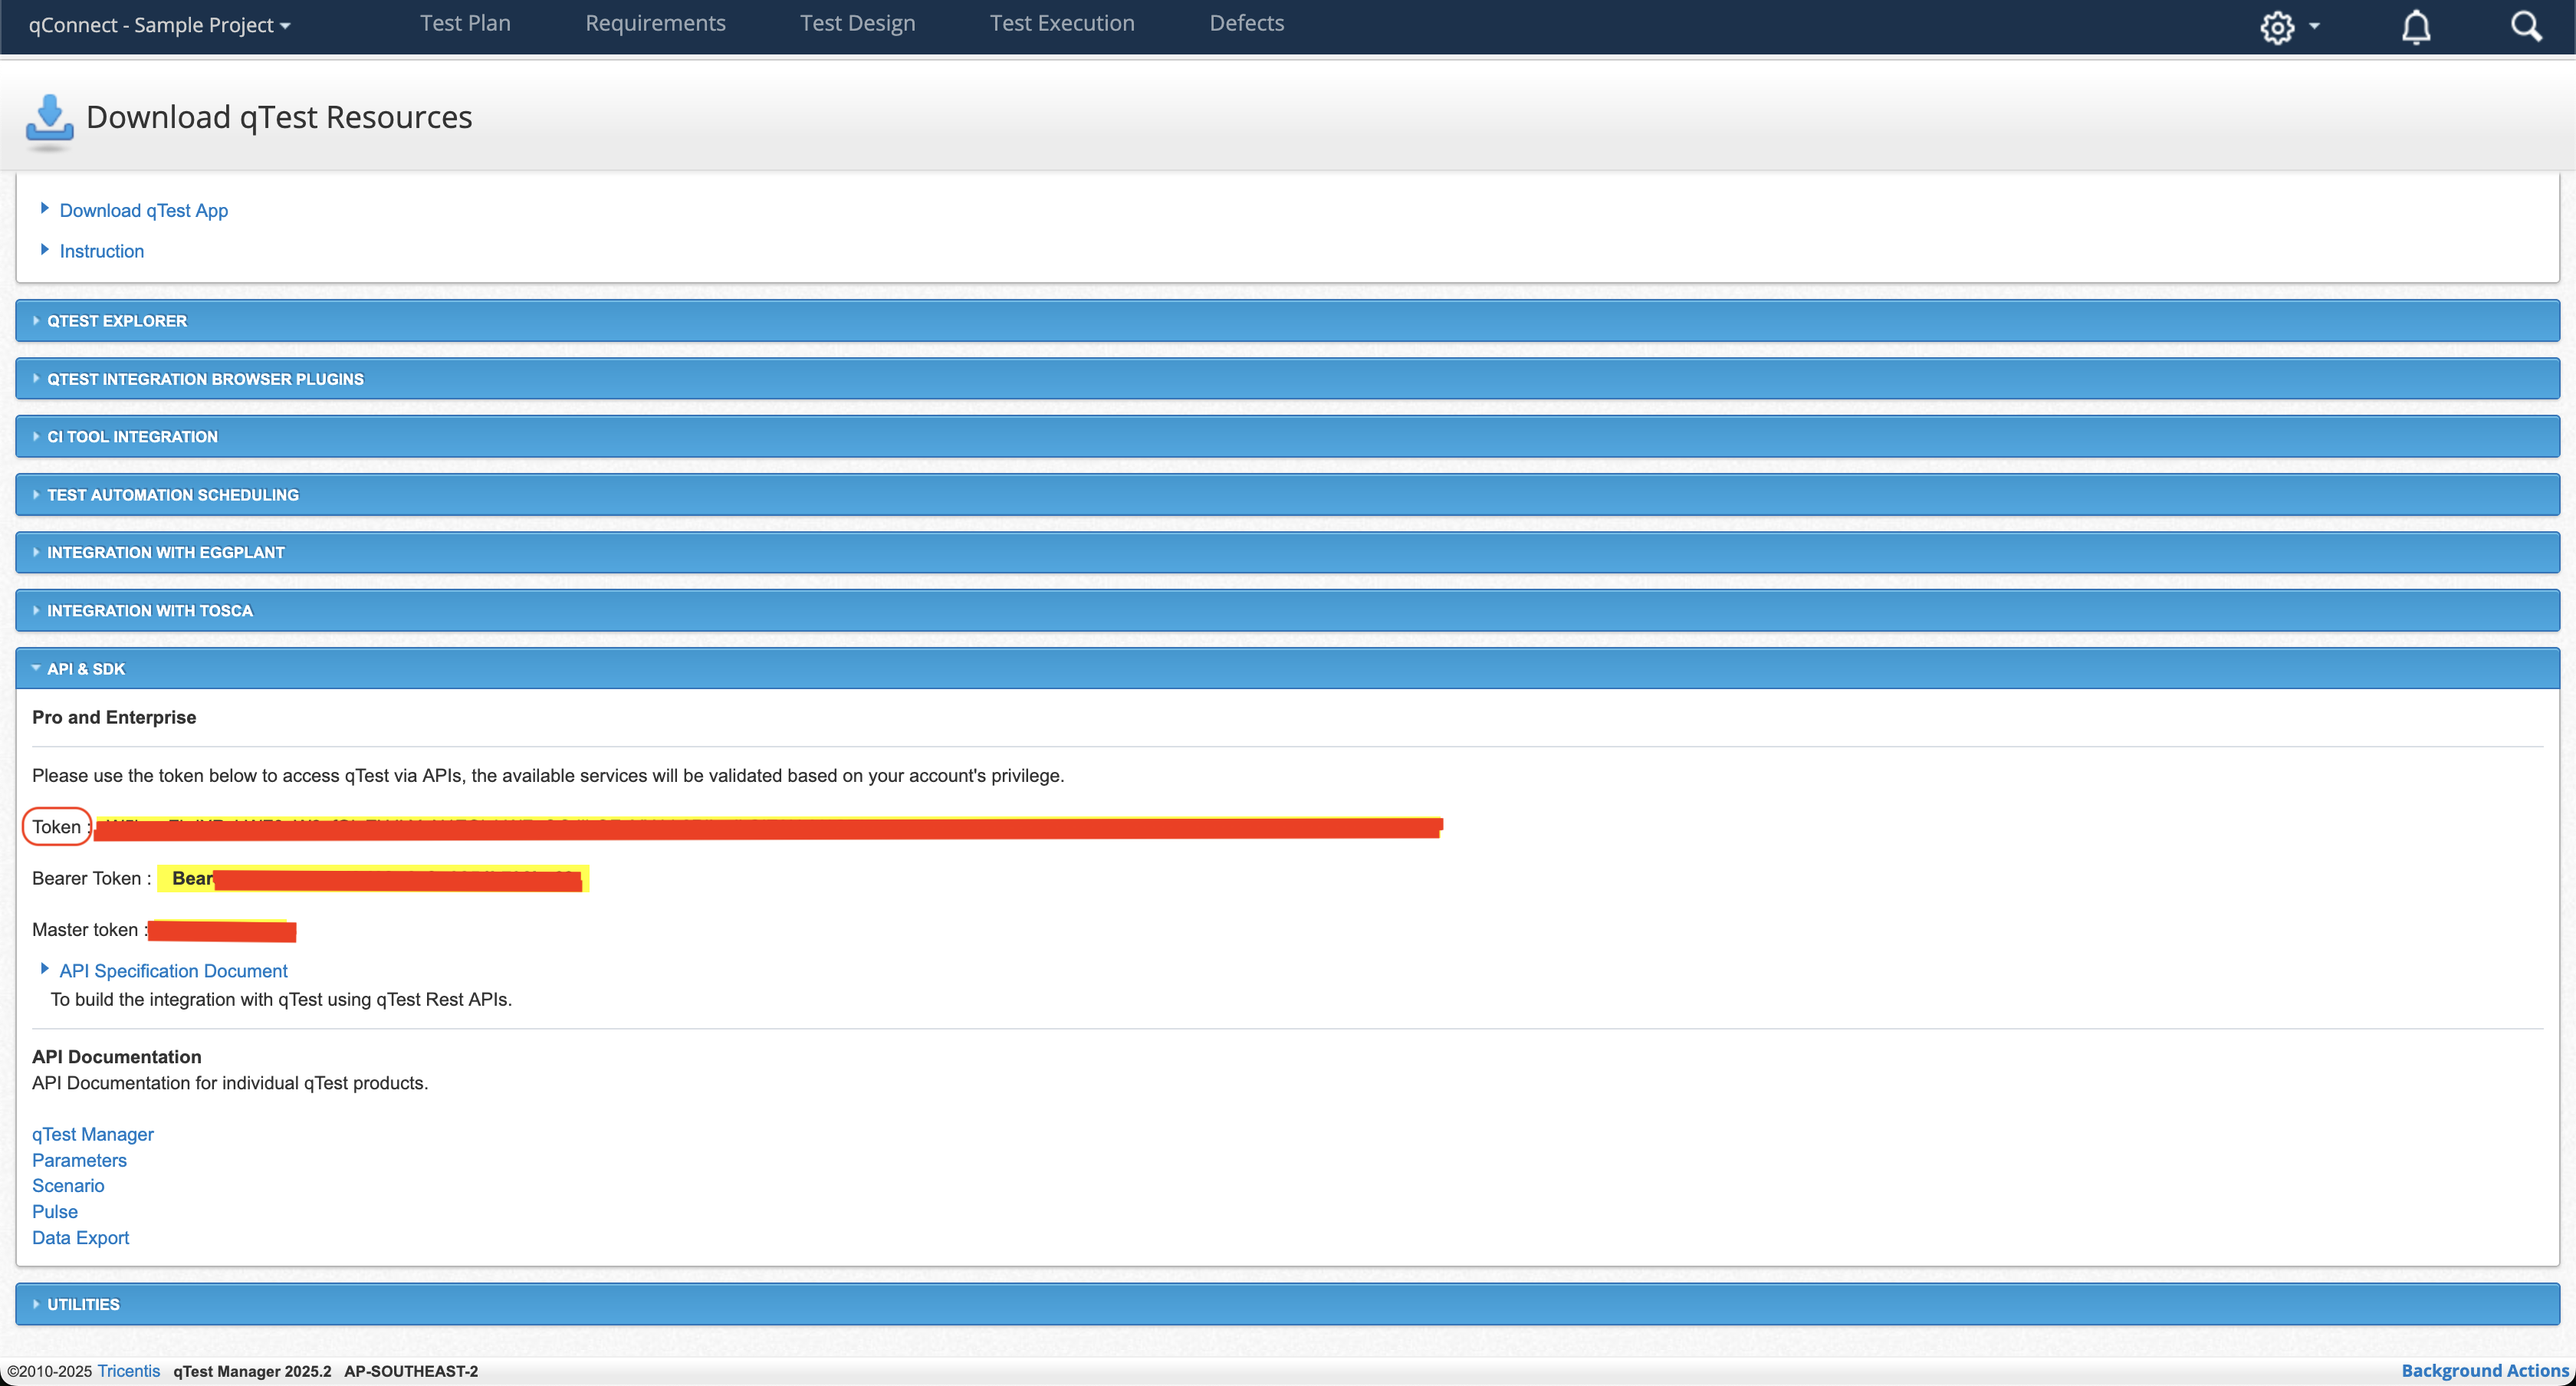 qConnect - Sample Project
Test Plan
Requirements
Test Design
Test Execution
Defects
Download qTest Resources
Download qTest App
Instruction
QTEST EXPLORER
QTEST INTEGRATION BROWSER PLUGINS
CI TOOL INTEGRATION
TEST AUTOMATION SCHEDULING
INTEGRATION WITH EGGPLANT
INTEGRATION WITH TOSCA
API & SDK
Pro and Enterprise
Please use the token below to access qTest via APIs, the available services will be validated based on your account's privilege.
Token :
Bearer Token : Bear
Master token :
API Specification Document
To build the integration with qTest using qTest Rest APIs.
API Documentation
API Documentation for individual qTest products.
qTest Manager
Parameters
Scenario
Pulse
Data Export
UTILITIES
©2010-2025 Tricentis qTest Manager 2025.2 AP-SOUTHEAST-2
Background Actions